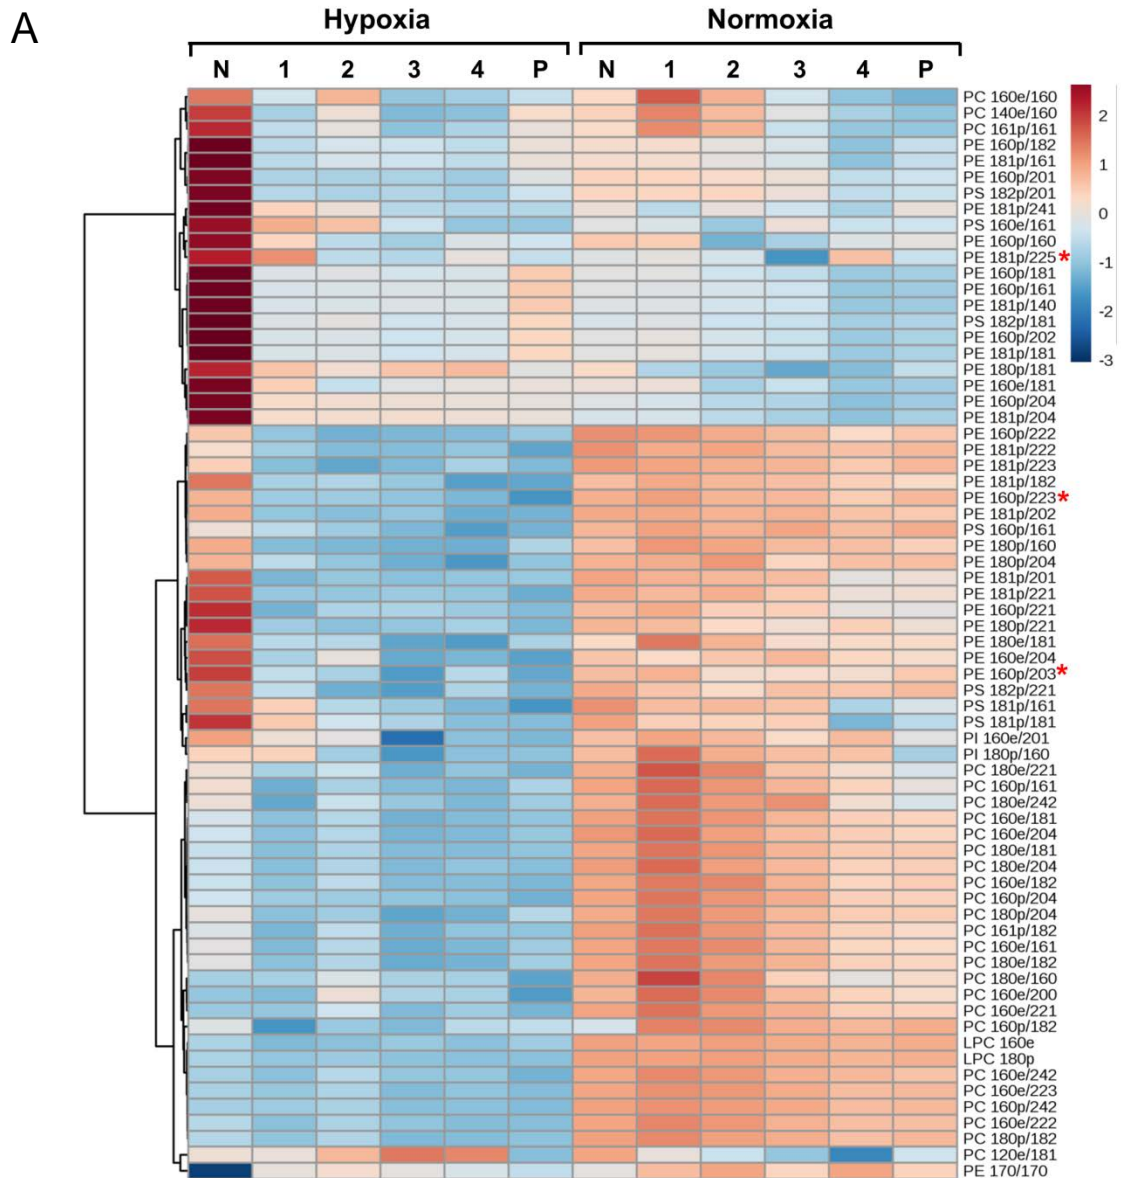 A
Hypoxia Normoxia
N 1 2 3 4 P N 1 2 3 4 P
PC 160e/160
PC 140e/160
PC 161p/161
PE 160p/182
PE 181p/161
PE 160p/201
PS 182p/201
PE 181p/241
PS 160e/161
PE 160p/160
PE 181p/225 *
PE 160p/181
PE 160p/161
PE 181p/140
PS 182p/181
PE 160p/202
PE 181p/181
PE 180p/181
PE 160e/181
PE 160p/204
PE 181p/204
PE 160p/222
PE 181p/222
PE 181p/223
PE 181p/182
PE 160p/223 *
PE 181p/202
PS 160p/161
PE 180p/160
PE 180p/204
PE 181p/201
PE 181p/221
PE 160p/221
PE 180p/221
PE 180e/181
PE 160e/204
PE 160p/203 *
PS 182p/221
PS 181p/161
PS 181p/181
PI 160e/201
PI 180p/160
PC 180e/221
PC 160p/161
PC 180e/242
PC 160e/181
PC 160e/204
PC 180e/181
PC 180e/204
PC 160e/182
PC 160p/204
PC 180p/204
PC 161p/182
PC 160e/161
PC 180e/182
PC 180e/160
PC 160e/200
PC 160e/221
PC 160p/182
LPC 160e
LPC 180p
PC 160e/242
PC 160e/223
PC 160p/242
PC 160e/222
PC 180p/182
PC 120e/181
PE 170/170
2
1
0
-1
-2
-3